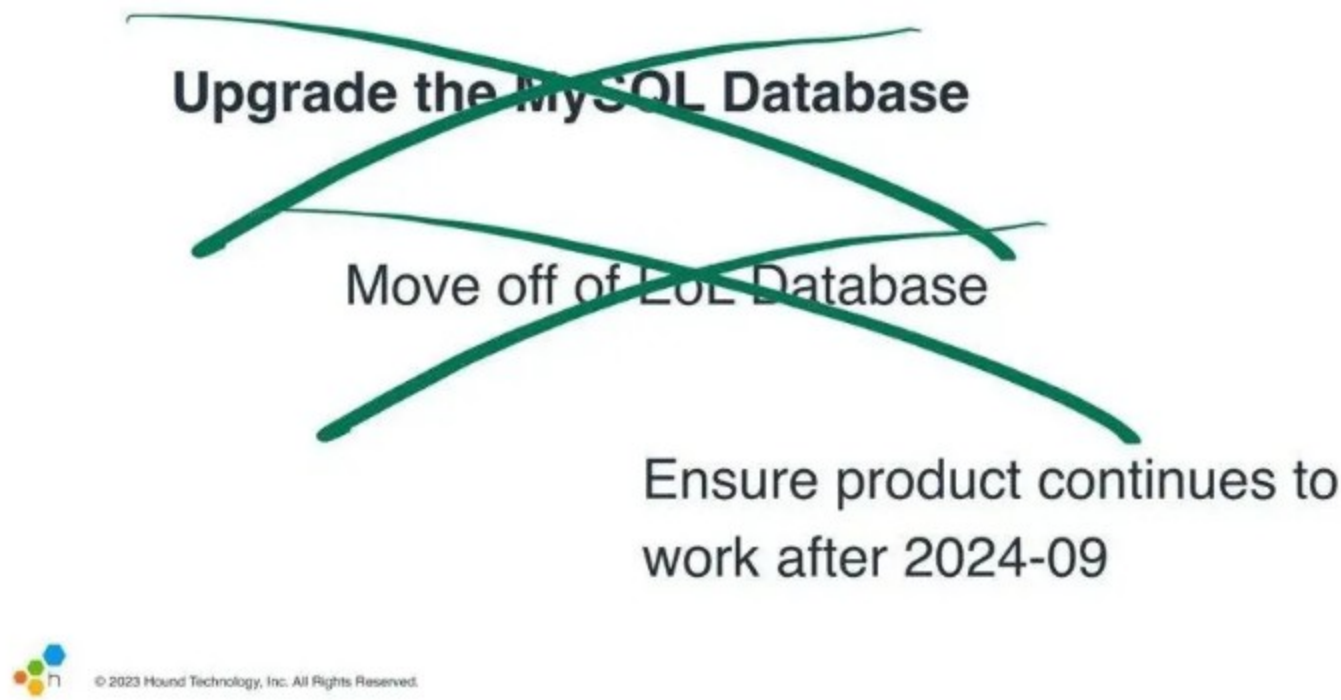 Upgrade the MySQL Database
Move off of EoL Database
Ensure product continues to
work after 2024-09
h
© 2023 Hound Technology, Inc. All Rights Reserved.